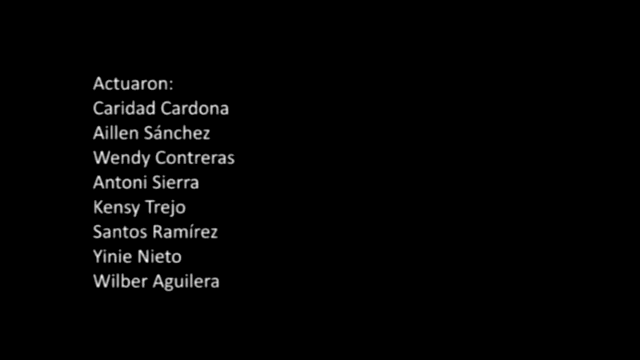 Actuaron:
Caridad Cardona
Aillen Sánchez
Wendy Contreras
Antoni Sierra
Kensy Trejo
Santos Ramírez
Yinie Nieto
Wilber Aguilera